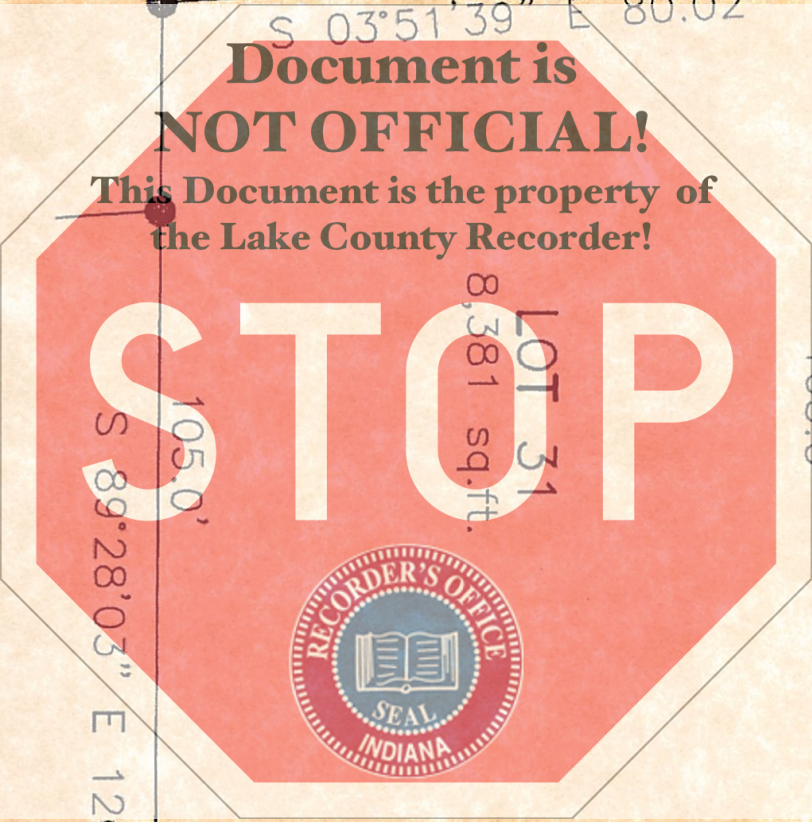 S 03°51'39" E 80.02
Document is
NOT OFFICIAL!
This Document is the property of
the Lake County Recorder!
STOP
LOT 31
8,381 sq.ft.
105.0'
S 89°28'03" E
RECORDER'S OFFICE
SEAL
INDIANA